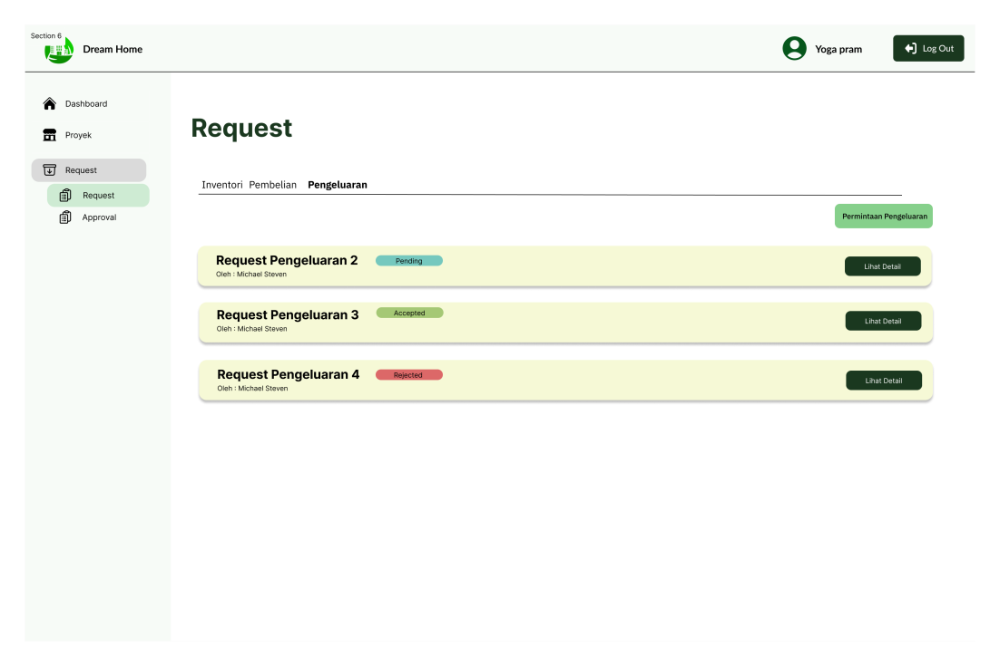 Section 6
Dream Home
Yoga pram
Log Out
Dashboard
Proyek
Request
Request
Approval
Request
Inventori Pembelian Pengeluaran
Permintaan Pengeluaran
Request Pengeluaran 2 Pending
Oleh : Michael Steven
Lihat Detail
Request Pengeluaran 3 Accepted
Oleh : Michael Steven
Lihat Detail
Request Pengeluaran 4 Rejected
Oleh : Michael Steven
Lihat Detail